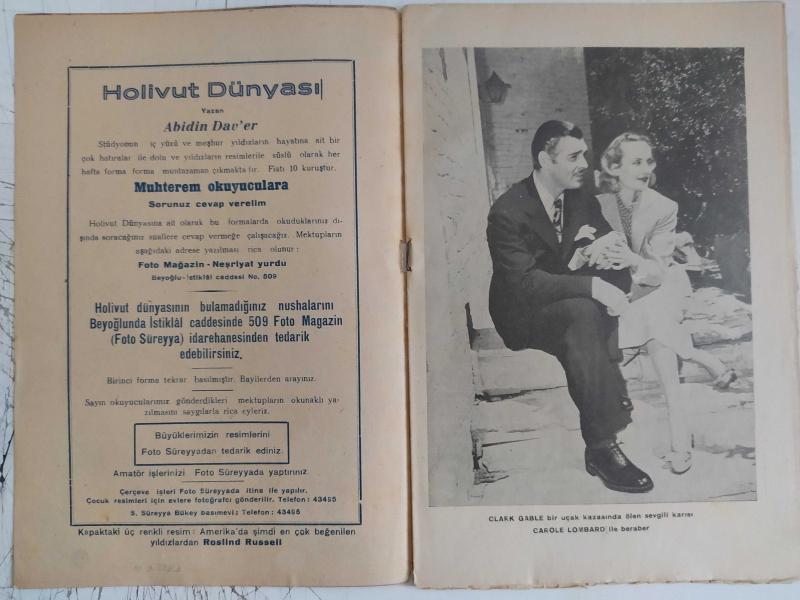 Holivut Dünyası
Yazan
Abidin Dav'er
Stüdyonun iç yüzü ve meşhur yıldızların hayatına ait bir
çok hatıralar ile dolu ve yıldızların resimlerile süslü olarak her
hafta forma forma muntazaman çıkmakta tır. Fiatı 10 kuruştur.
Muhterem okuyuculara
Sorunuz cevap verelim
Holivut Dünyasına ait olarak bu formalarda okuduklarınız dı-
şında soracağınız suallere cevap vermeğe çalışacağız. Mektupların
aşağıdaki adrese yazılması rica olunur:
Foto Mağazin - Neşriyat yurdu
Beyoğlu-İstiklâl caddesi No. 509
Holivut dünyasının bulamadığınız nushalarını
Beyoğlunda İstiklâl caddesinde 509 Foto Magazin
(Foto Süreyya) idarehanesinden tedarik
edebilirsiniz.
Birinci forma tekrar basılmıştır. Bayilerden arayınız.
Sayın okuyucularımız gönderdikleri mektupların okunaklı ya-
zılmasını saygılarla rica eyleriz.
Büyüklerimizin resimlerini
Foto Süreyyadan tedarik ediniz.
Amatör işlerinizi Foto Süreyyada yaptırınız.
Çerçeve işleri Foto Süreyyada itina ile yapılır.
Çocuk resimleri için evlere fotoğrafcı gönderilir. Telefon: 43495
S. Süreyya Bükey basımevi: Telefon: 43495
Kapaktaki üç renkli resim: Amerika'da şimdi en çok beğenilen
yıldızlardan Roslind Russell
CLARK GABLE bir uçak kazasında ölen sevgili karısı
CAROLE LOMBARD ile beraber